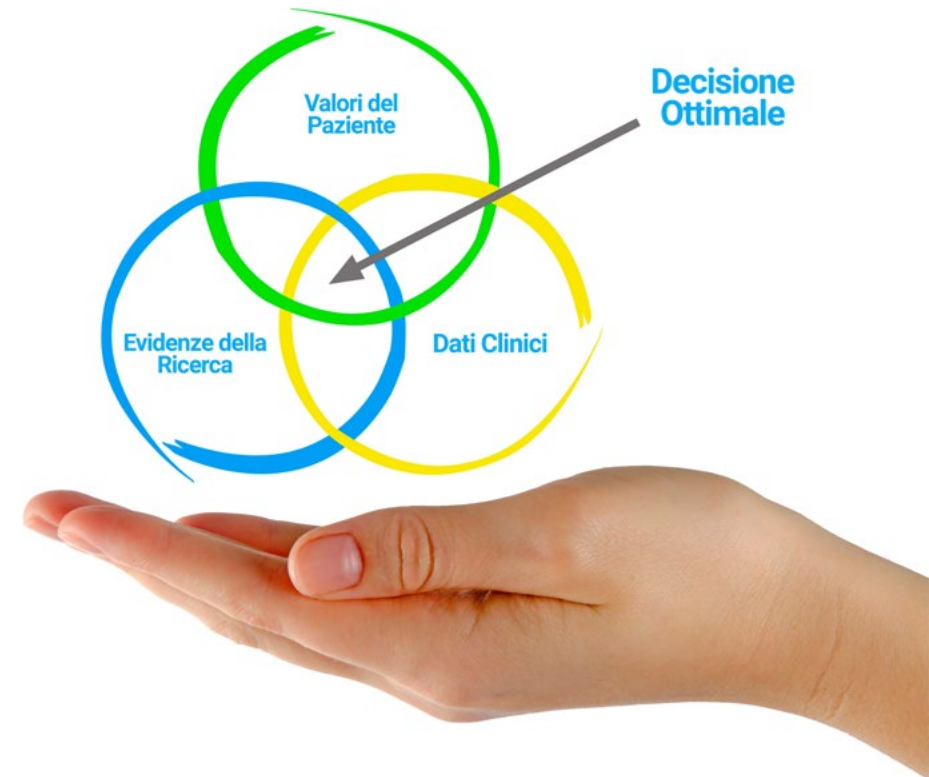 Valori del
Paziente
Decisione
Ottimale
Evidenze della
Ricerca
Dati Clinici